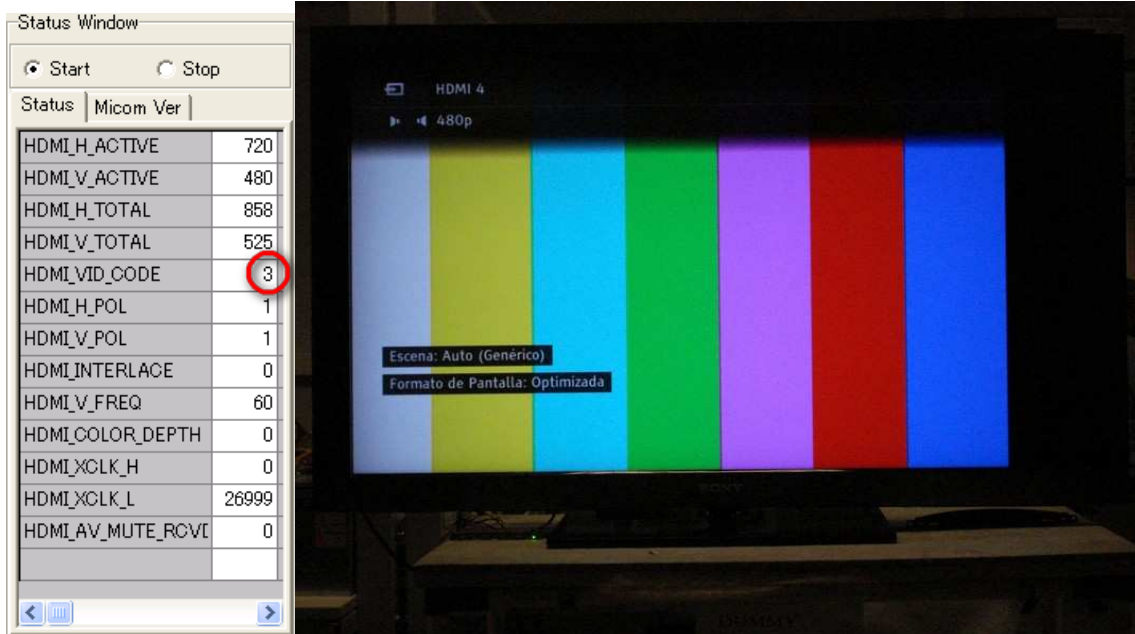 Status Window
Start Stop
Status Micom Ver
HDMI_H_ACTIVE 720
HDMI_V_ACTIVE 480
HDMI_H_TOTAL 858
HDMI_V_TOTAL 525
HDMI_VID_CODE 3
HDMI_H_POL 1
HDMI_V_POL 1
HDMI_INTERLACE 0
HDMI_V_FREQ 60
HDMI_COLOR_DEPTH 0
HDMI_XCLK_H 0
HDMI_XCLK_L 26999
HDMI_AV_MUTE_RCVD 0
HDMI 4
480p
Escena: Auto (Genérico)
Formato de Pantalla: Optimizada
SONY
DUMMY